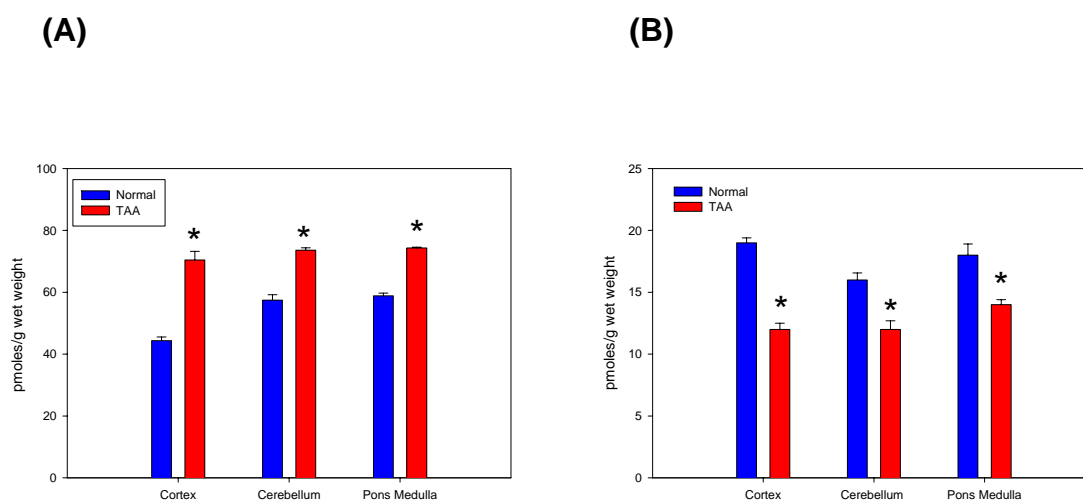 (A)
(B)
100
80
60
40
20
0
pmoles/g wet weight
Normal
TAA
*
*
*
Cortex
Cerebellum
Pons Medulla
25
20
15
10
5
0
pmoles/g wet weight
Normal
TAA
*
*
*
Cortex
Cerebellum
Pons Medulla